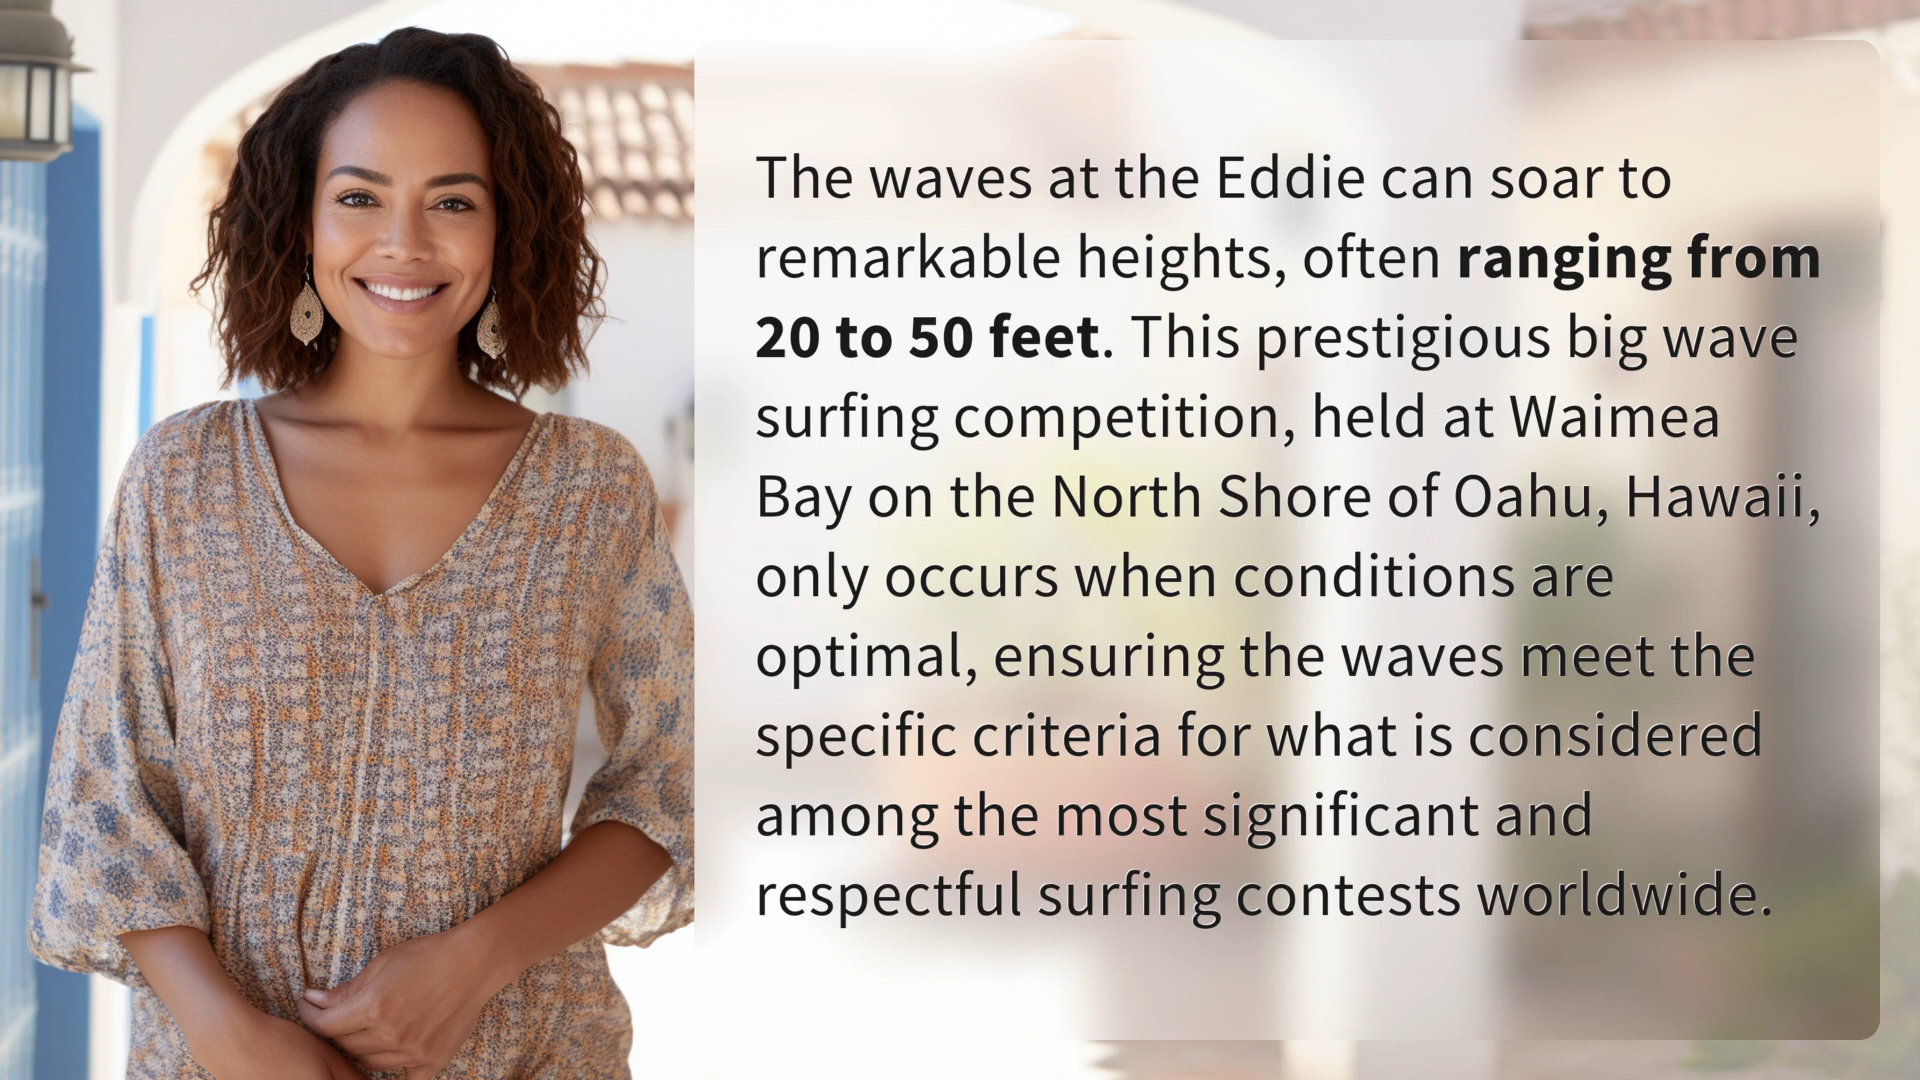 The waves at the Eddie can soar to
remarkable heights, often ranging from
20 to 50 feet. This prestigious big wave
surfing competition, held at Waimea
Bay on the North Shore of Oahu, Hawaii,
only occurs when conditions are
optimal, ensuring the waves meet the
specific criteria for what is considered
among the most significant and
respectful surfing contests worldwide.